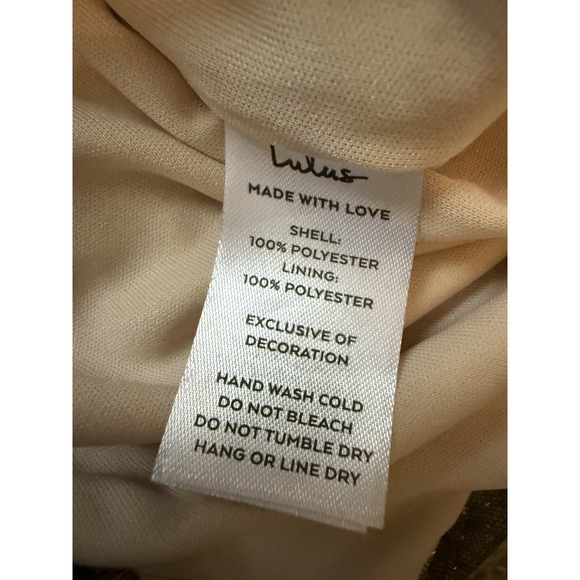 Lulus
MADE WITH LOVE
SHELL:
100% POLYESTER
LINING:
100% POLYESTER
EXCLUSIVE OF
DECORATION
HAND WASH COLD
DO NOT BLEACH
DO NOT TUMBLE DRY
HANG OR LINE DRY